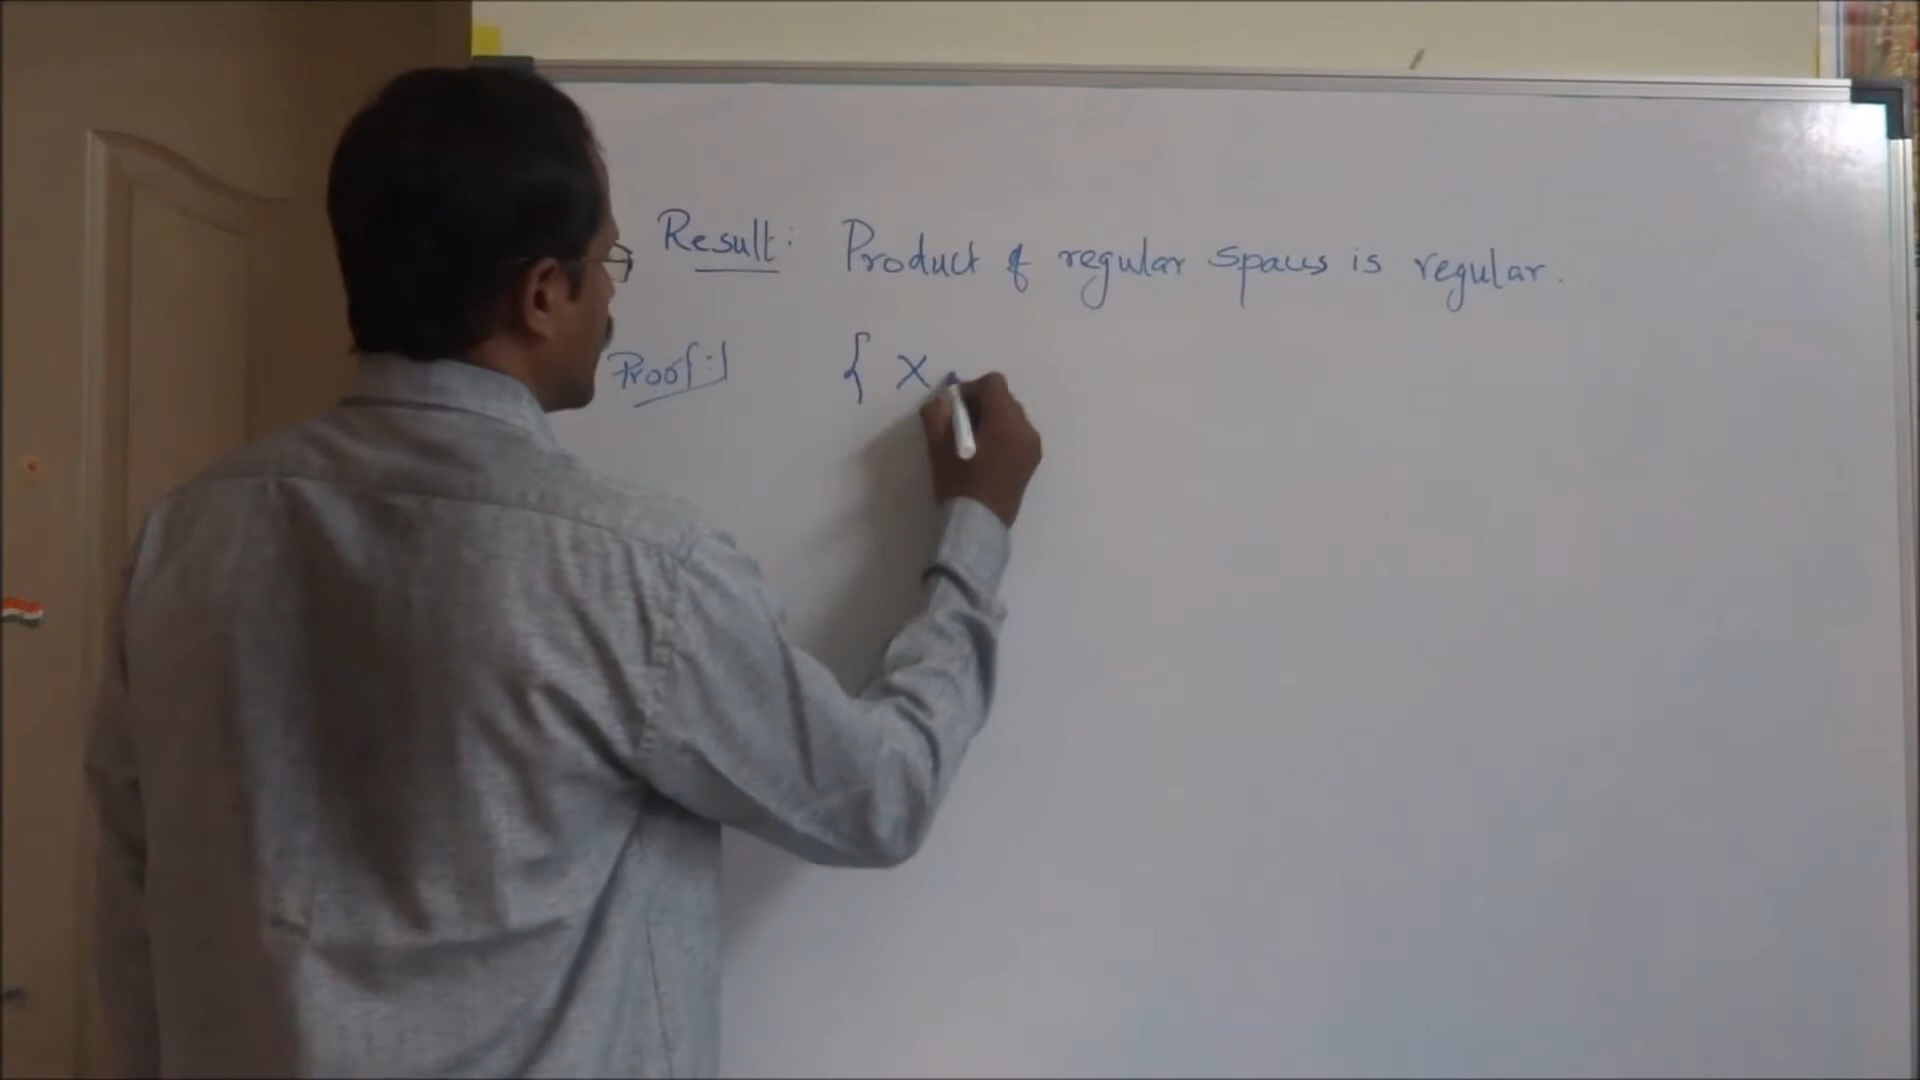 Result: Product of regular spaces is regular.
Proof:
{ X